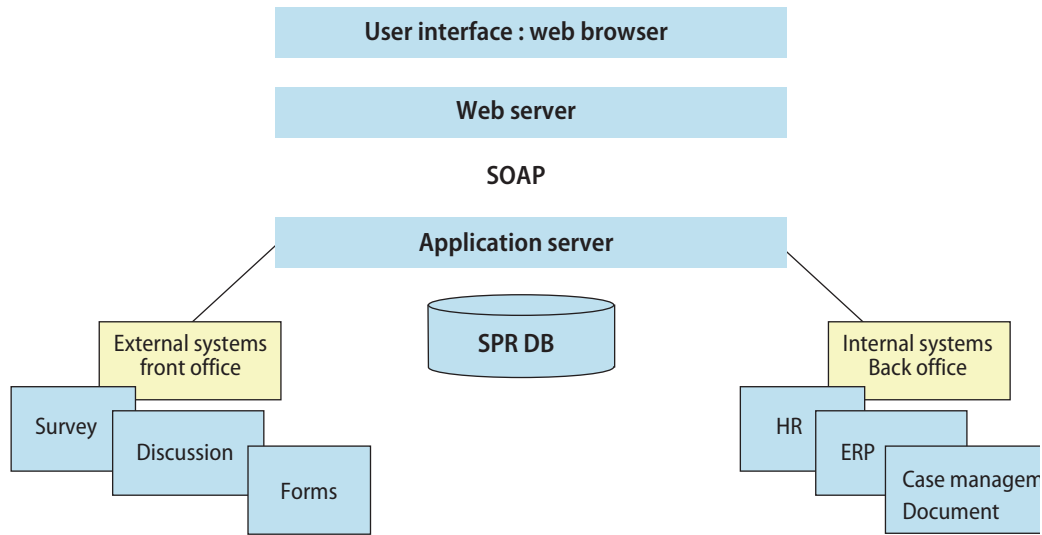 User interface : web browser
Web server
SOAP
Application server
SPR DB
External systems
front office
Survey
Discussion
Forms
Internal systems
Back office
HR
ERP
Case managem
Document